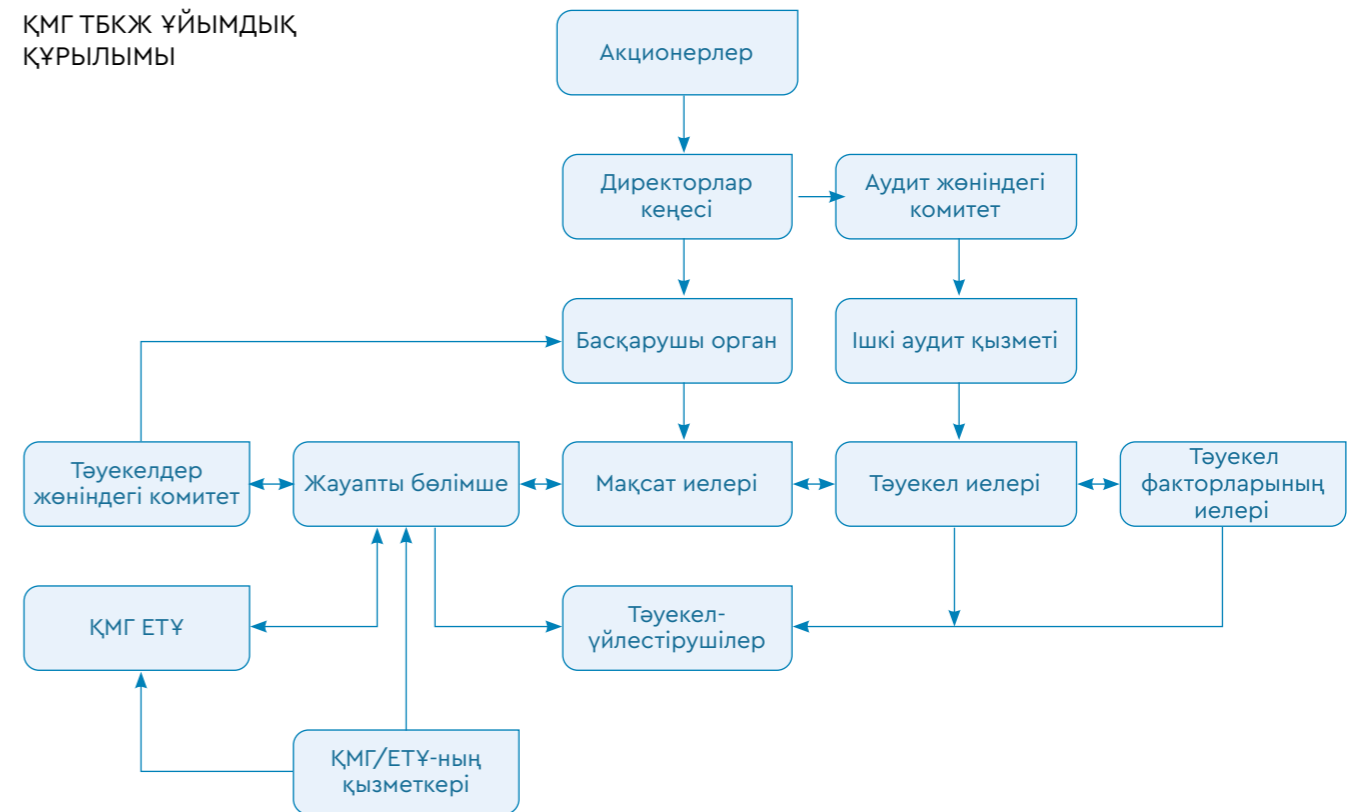 ҚМГ ТБКЖ ҰЙЫМДЫҚ
ҚҰРЫЛЫМЫ
Акционерлер
Директорлар
кеңесі
Аудит жөніндегі
комитет
Басқарушы орган
Ішкі аудит қызметі
Тәуекелдер
жөніндегі комитет
Жауапты бөлімше
Мақсат иелері
Тәуекел иелері
Тәуекел
факторларының
иелері
ҚМГ ЕТҰ
Тәуекел-
үйлестірушілер
ҚМГ/ЕТҰ-ның
қызметкері